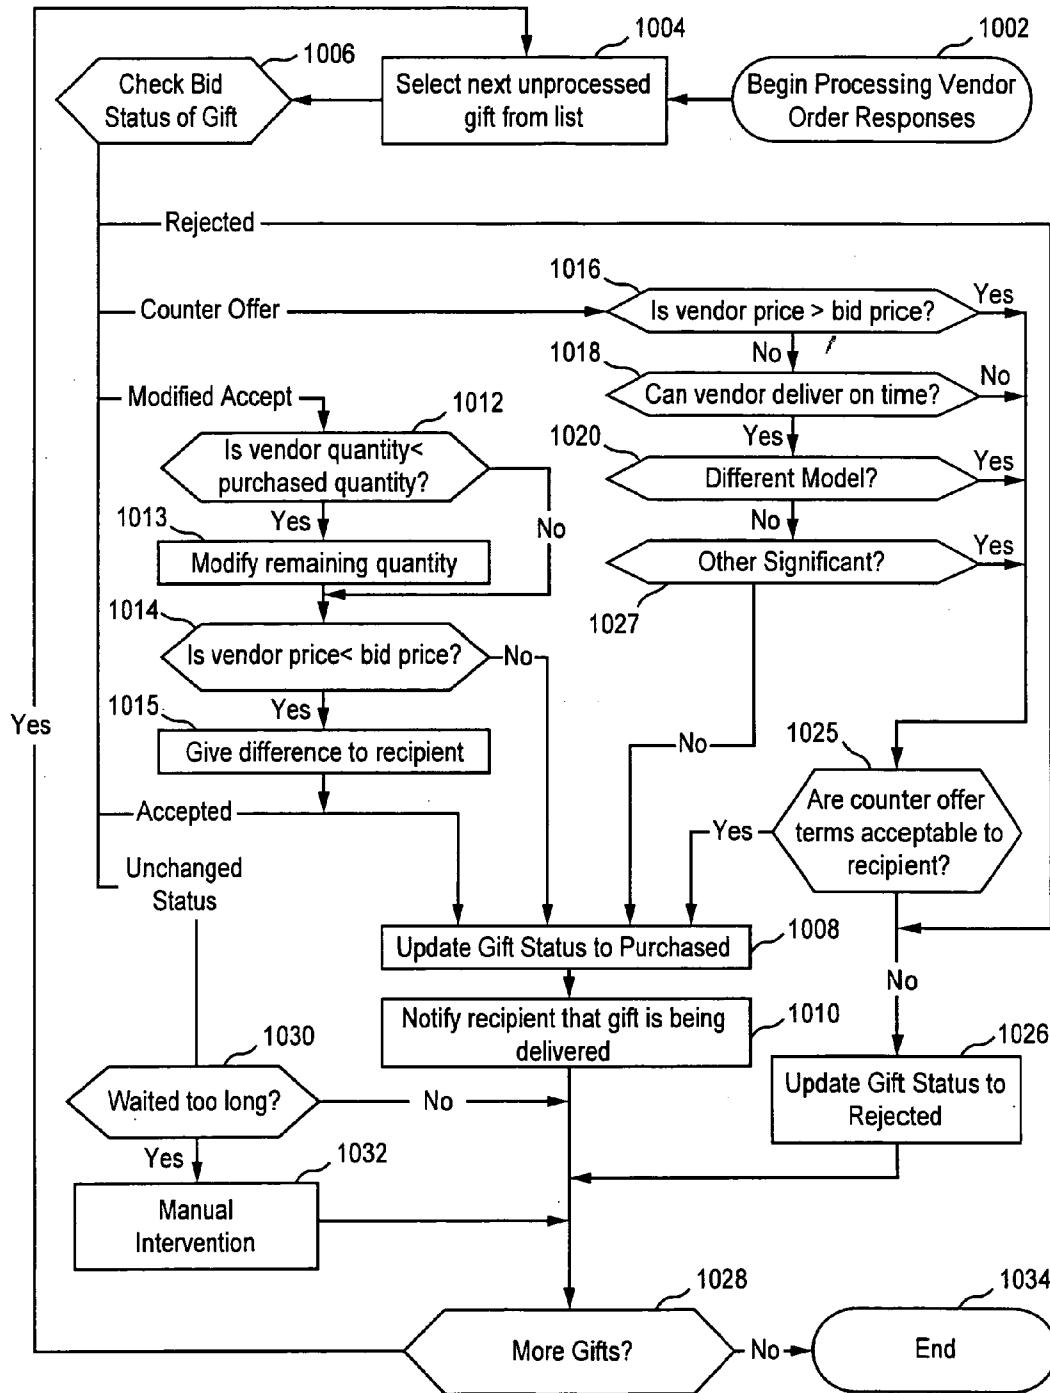 1002
Begin Processing Vendor
Order Responses
1004
Select next unprocessed
gift from list
1006
Check Bid
Status of Gift
Rejected
Counter Offer
1016
Is vendor price > bid price?
Yes
No
1018
Can vendor deliver on time?
No
Yes
1020
Different Model?
Yes
No
Other Significant?
Yes
1027
No
Modified Accept
1012
Is vendor quantity<
purchased quantity?
Yes
No
1013
Modify remaining quantity
1014
Is vendor price< bid price?
No
Yes
1015
Give difference to recipient
Accepted
Unchanged
Status
1025
Are counter offer
terms acceptable to
recipient?
Yes
No
1008
Update Gift Status to Purchased
1010
Notify recipient that gift is being
delivered
1026
Update Gift Status to
Rejected
1030
Waited too long?
No
Yes
1032
Manual
Intervention
1028
More Gifts?
Yes
No
1034
End